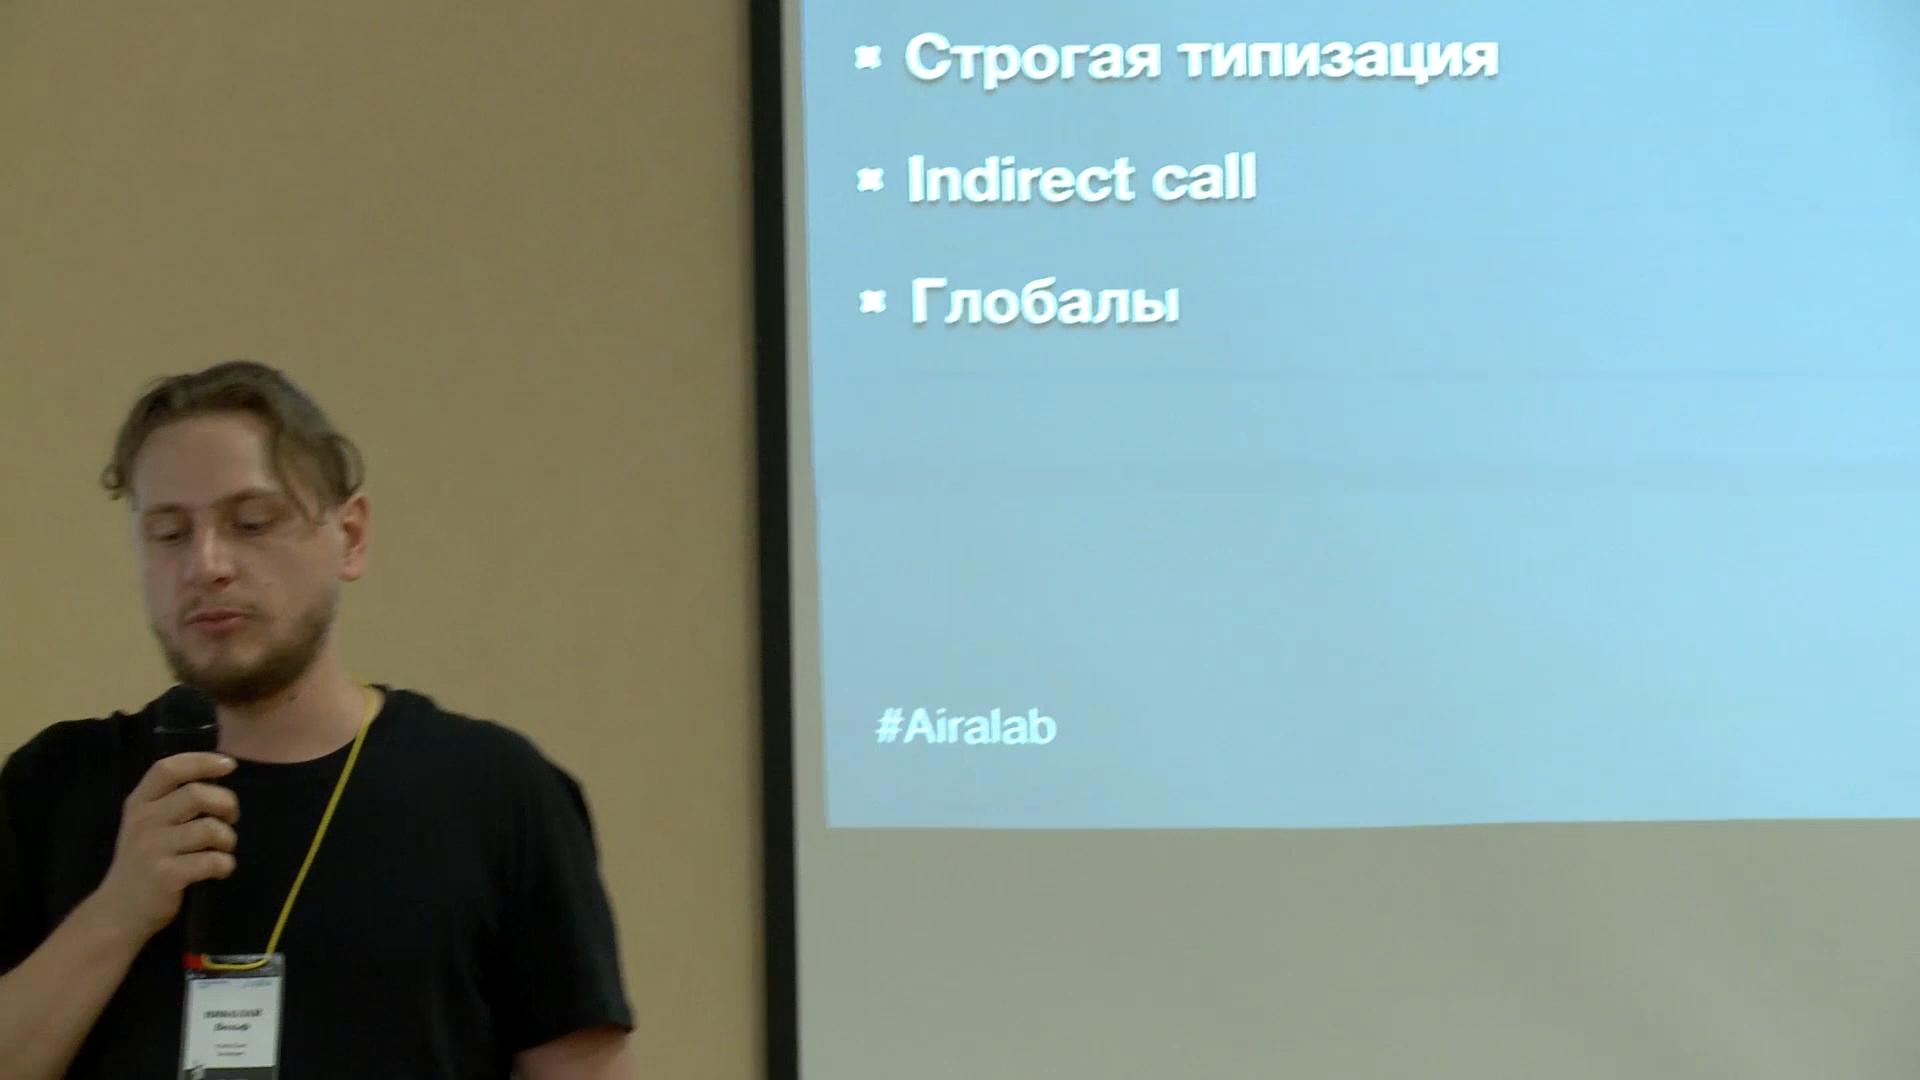 Строгая типизация
Indirect call
Глобалы
#Airalab